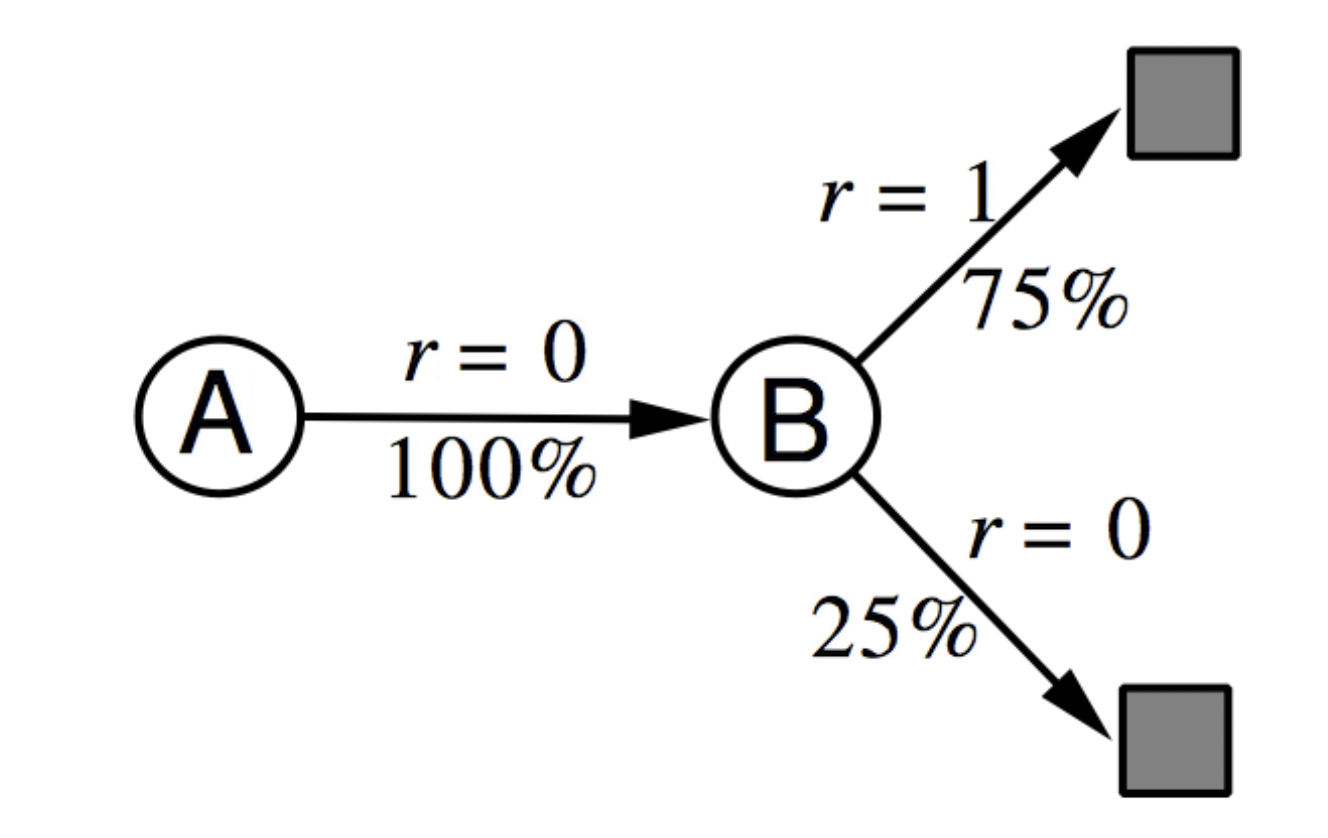 r = 1
75%
r = 0
100%
A
B
r = 0
25%